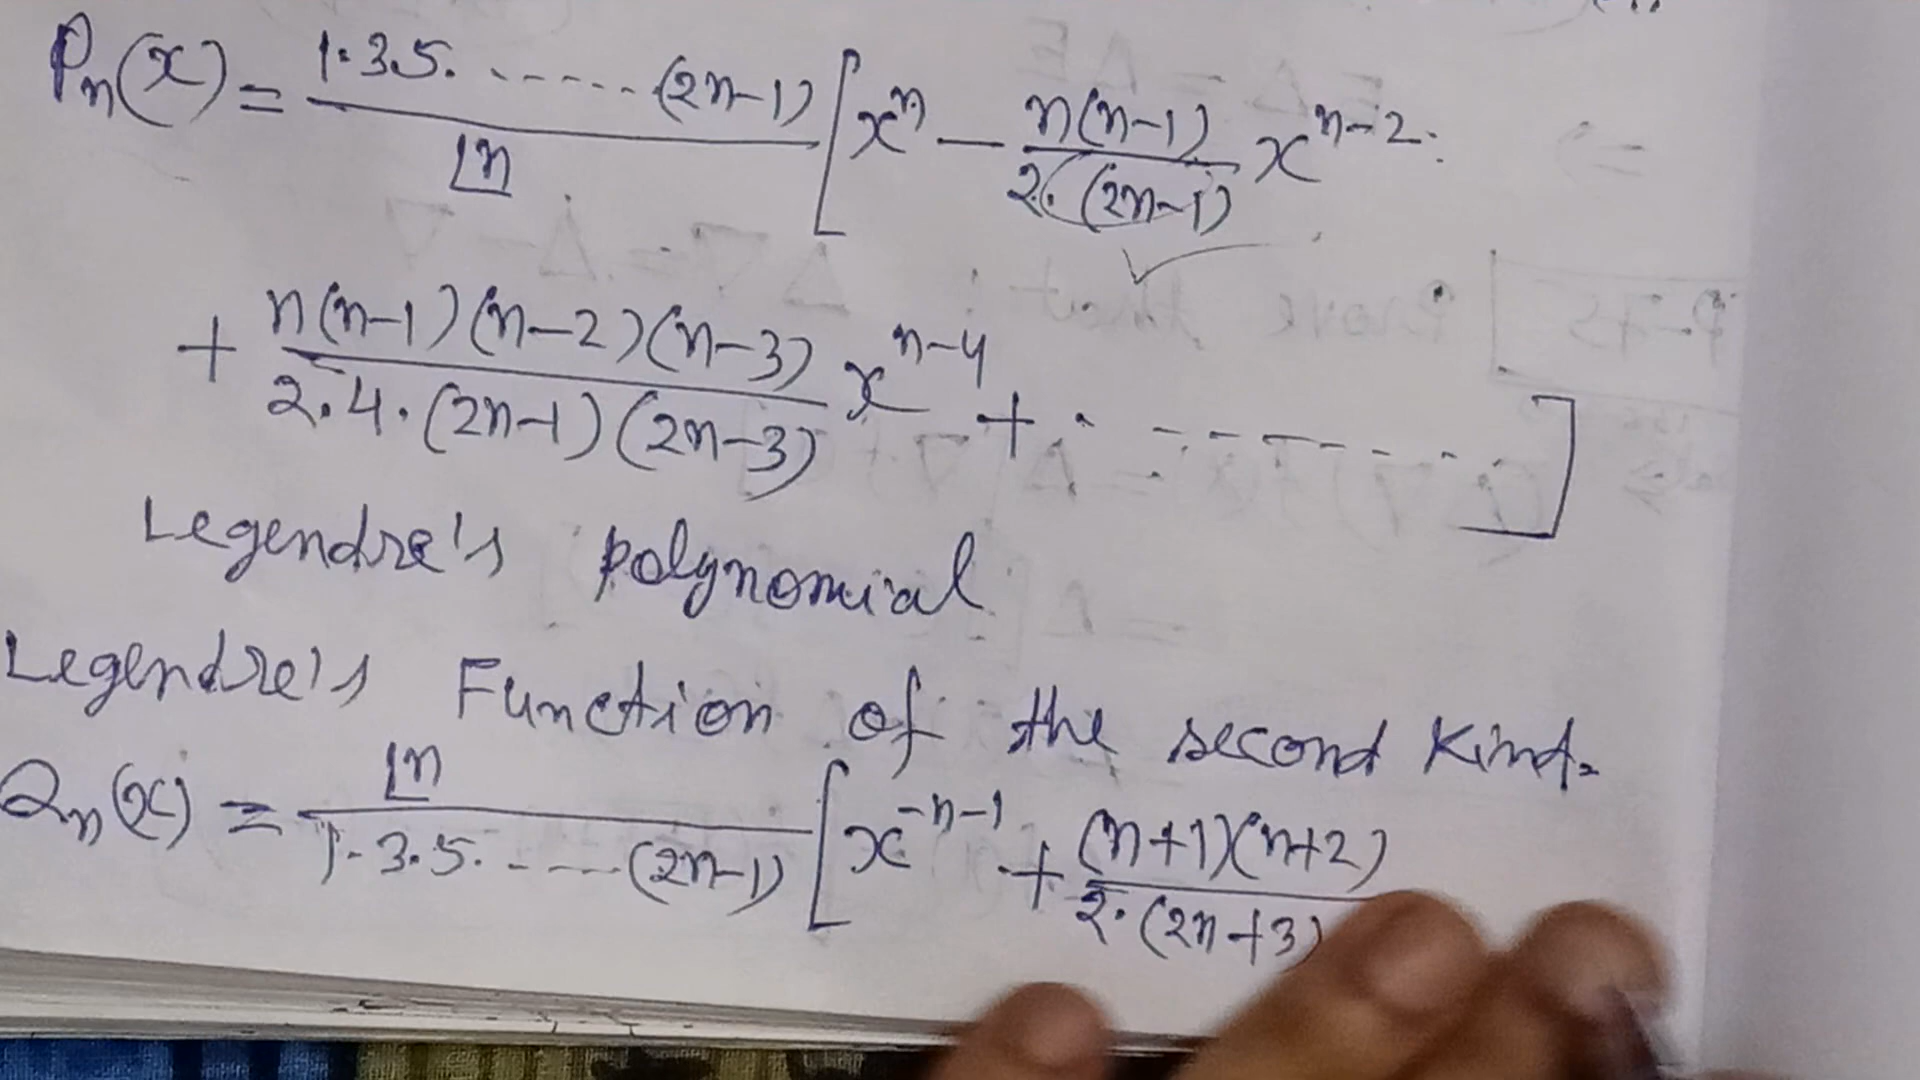 Pn(x) = 1.3.5. ...... (2n-1) / ⌊n [x^n - n(n-1) / 2.(2n-1) x^n-2
+ n(n-1)(n-2)(n-3) / 2.4.(2n-1)(2n-3) x^n-4 + . ........ ]
Legendre's polynomial
Legendre's Function of the second Kind.
Qn(x) = ⌊n / 1.3.5. ..... (2n-1) [x^-n-1 + (n+1)(n+2) / 2.(2n+3)